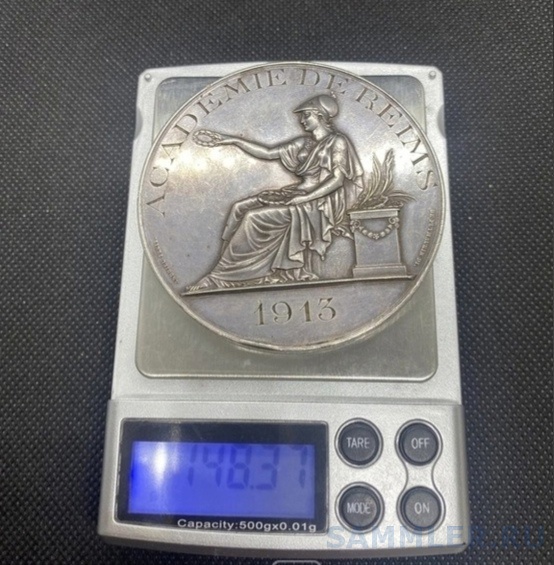 ACADEMIE DE REIMS
1913
148.37
TARE
OFF
MODE
ON
Capacity:500gx0.01g
SAMMLER.RU